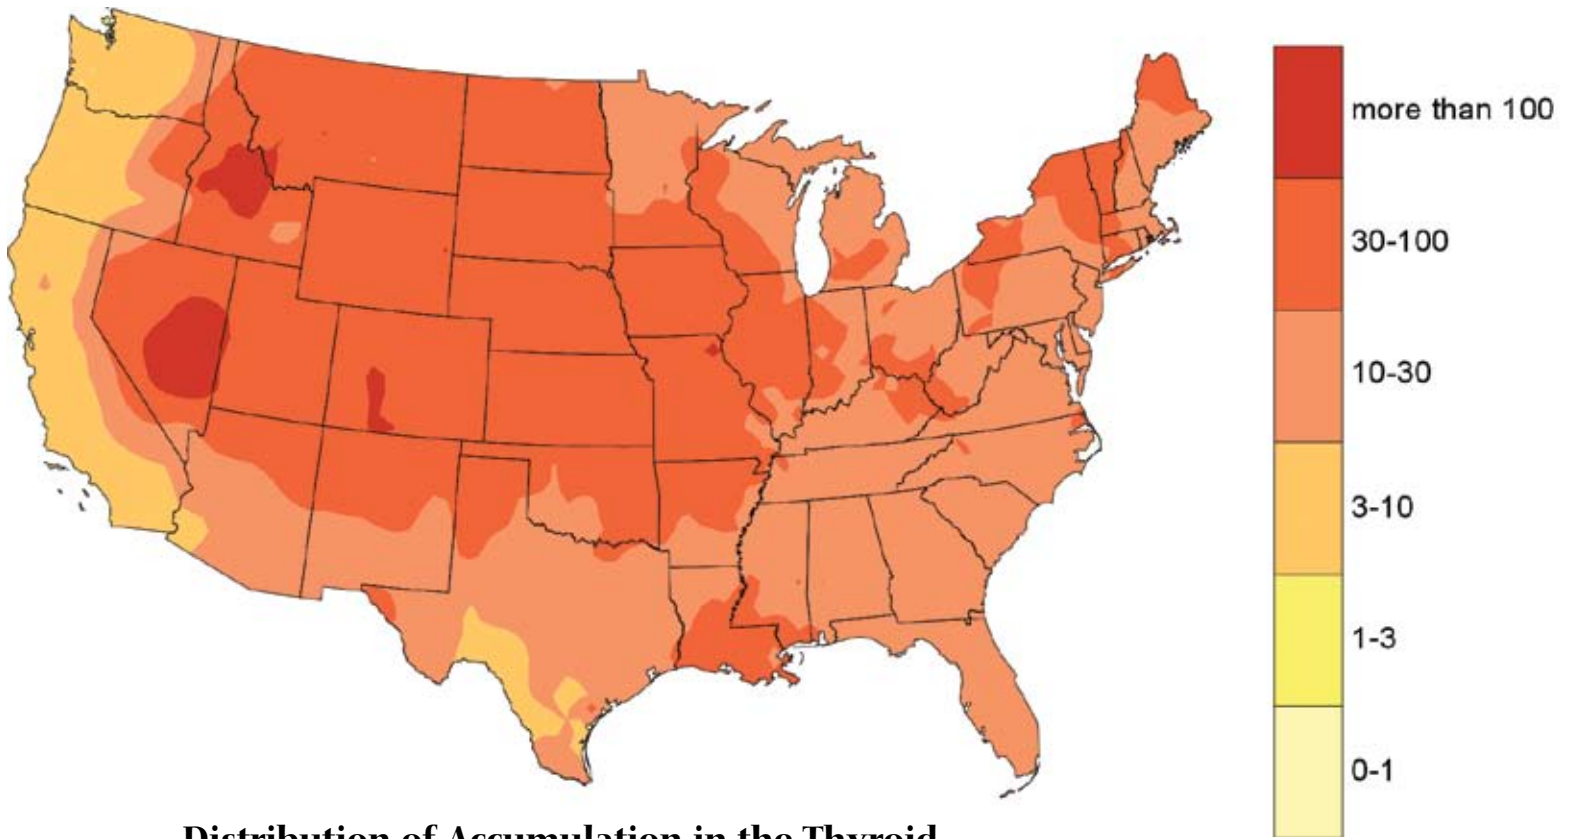 more than 100
30-100
10-30
3-10
1-3
0-1
Distribution of Accumulation in the Thyroid